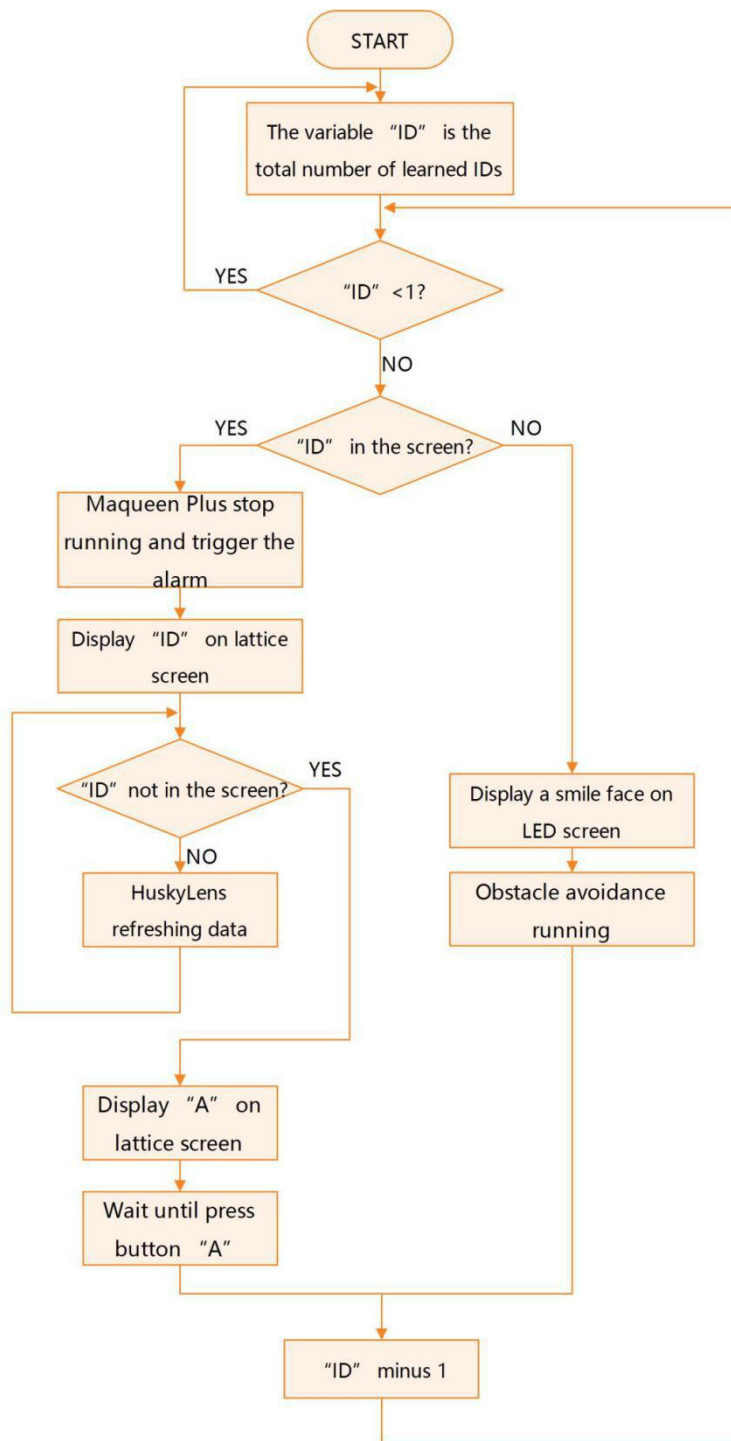 START
The variable “ID” is the
total number of learned IDs
YES
“ID” <1?
NO
YES
“ID” in the screen?
NO
Maqueen Plus stop
running and trigger the
alarm
Display “ID” on lattice
screen
“ID” not in the screen?
YES
NO
HuskyLens
refreshing data
Display a smile face on
LED screen
Obstacle avoidance
running
Display “A” on
lattice screen
Wait until press
button “A”
“ID” minus 1